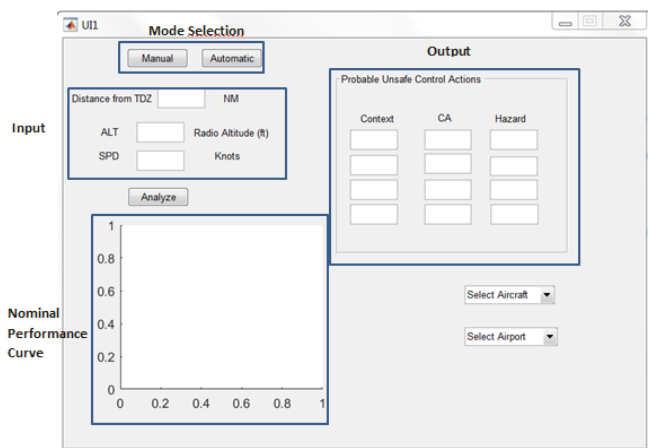 UI1
Mode Selection
Manual Automatic
Output
Input
Distance from TDZ NM
ALT Radio Altitude (ft)
SPD Knots
Analyze
Probable Unsafe Control Actions
Context CA Hazard
Nominal
Performance
Curve
1
0.8
0.6
0.4
0.2
0
0 0.2 0.4 0.6 0.8 1
Select Aircraft
Select Airport